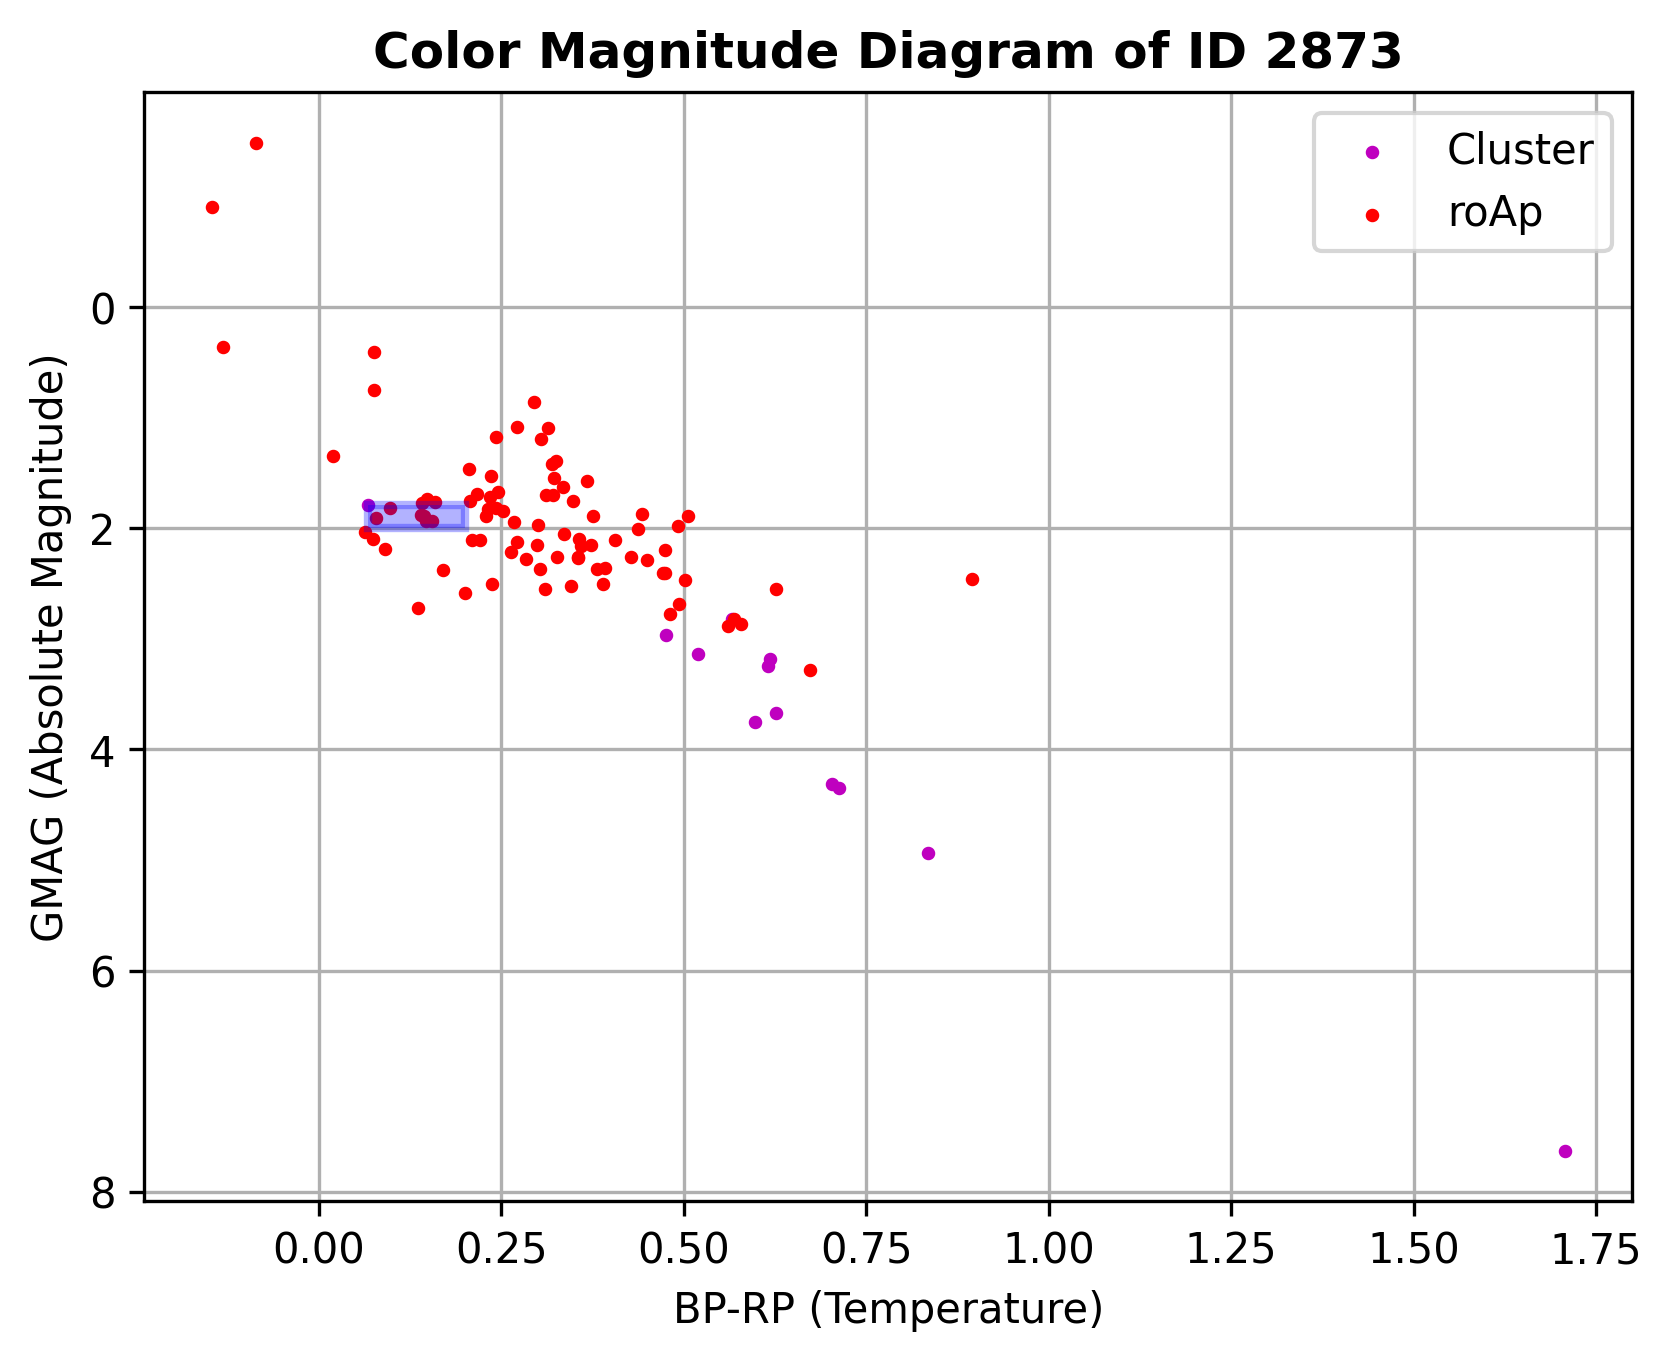 Color Magnitude Diagram of ID 2873
Cluster
roAp
GMAG (Absolute Magnitude)
0
2
4
6
8
0.00 0.25 0.50 0.75 1.00 1.25 1.50 1.75
BP-RP (Temperature)